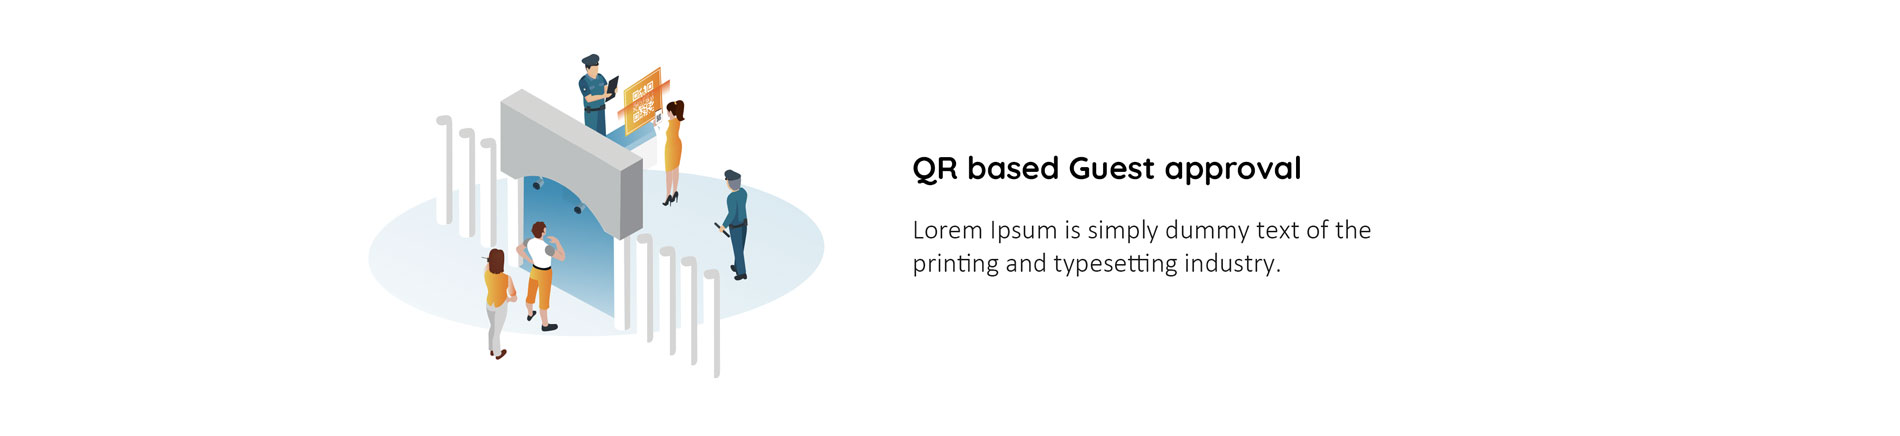 QR based Guest approval
Lorem Ipsum is simply dummy text of the
printing and typesetting industry.